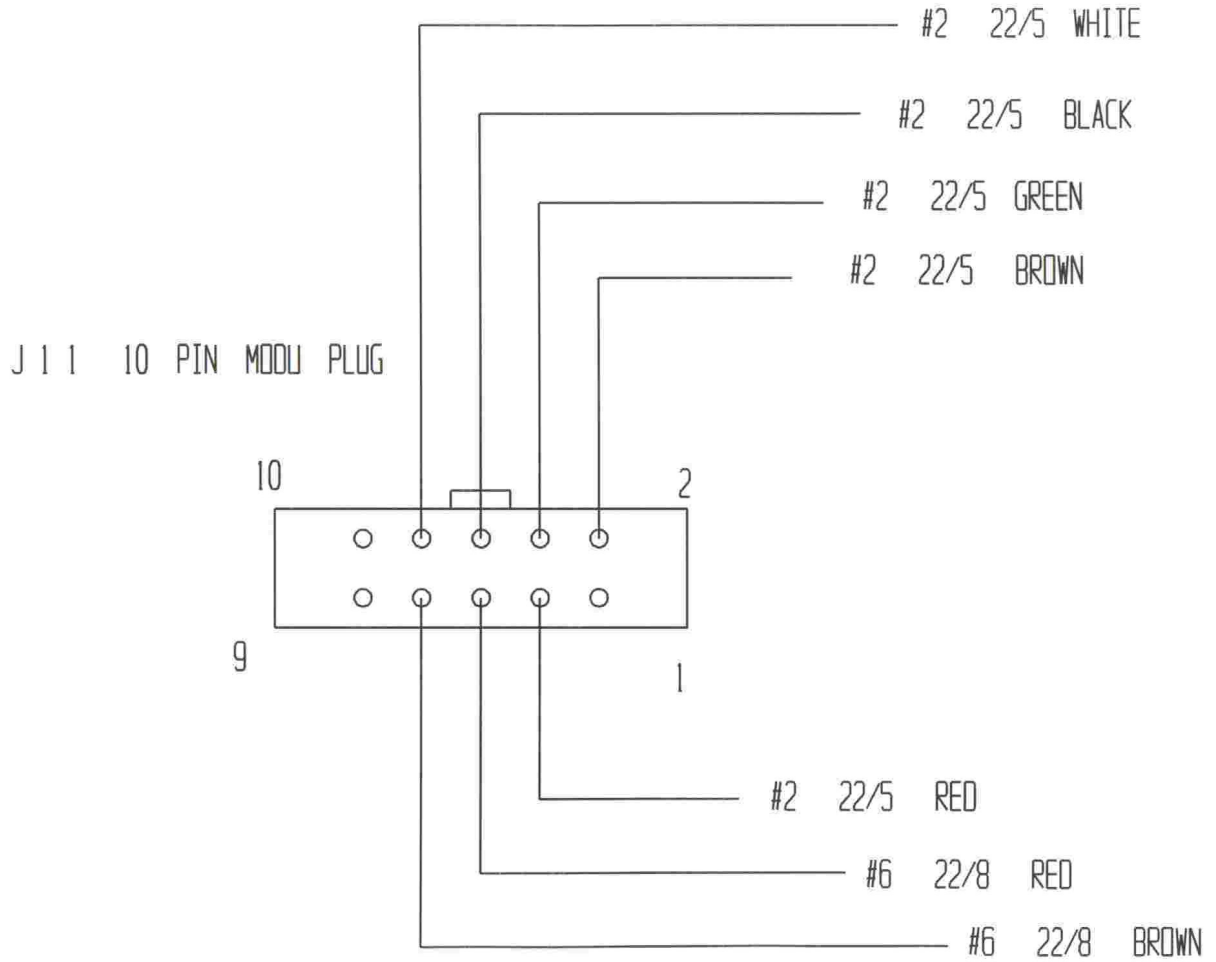 #2 22/5 WHITE
#2 22/5 BLACK
#2 22/5 GREEN
#2 22/5 BROWN
J11 10 PIN MODU PLUG
10
2
9
1
#2 22/5 RED
#6 22/8 RED
#6 22/8 BROWN